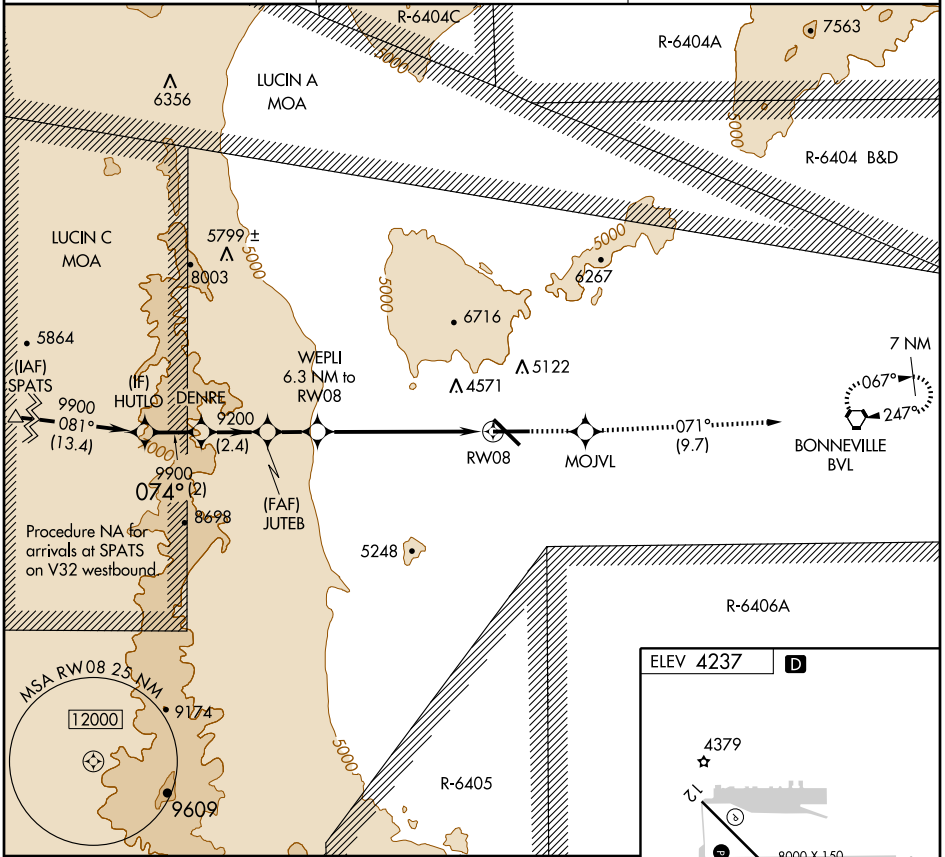 R-6404C
7563
R-6404A
5000
LUCIN A
MOA
6356
5000
R-6404 B&D
LUCIN C
MOA
5799 ±
5000
8003
5000
6267
5000
6716
5864
7 NM
(IAF)
SPATS
(IF)
HUTLO
DENRE
WEPLI
6.3 NM to
RW08
5122
4571
067°
247°
9900
081°
(13.4)
9200
(2.4)
071°
(9.7)
BONNEVILLE
BVL
RW08
MOJVL
9900
074° (2)
(FAF)
JUTEB
8698
Procedure NA for
arrivals at SPATS
on V32 westbound.
5248
R-6406A
ELEV 4237
D
MSA RW08 25 NM
12000
9174
5000
4379
R-6405
12
P
9609
P
8000 X 150